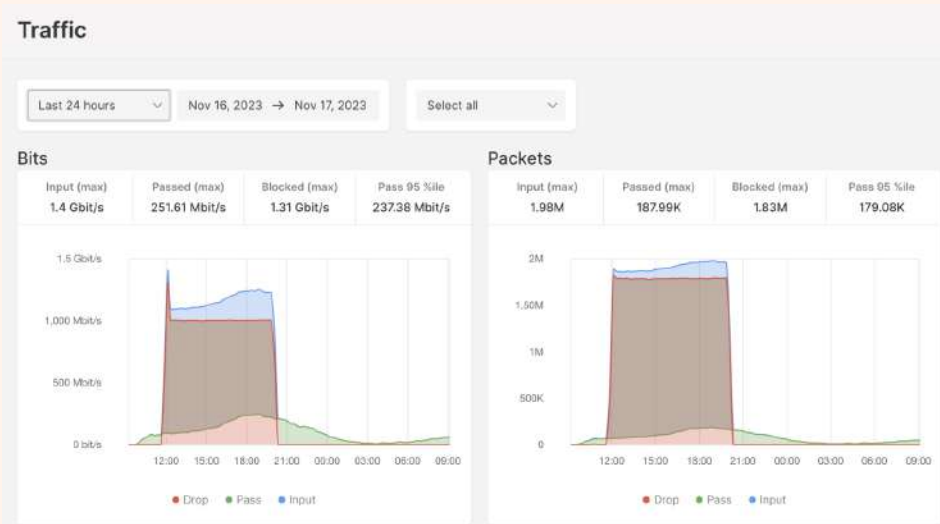 Traffic
Last 24 hours
Nov 16, 2023 → Nov 17, 2023
Select all
Bits
Input (max) Passed (max) Blocked (max) Pass 95 %ile
1.4 Gbit/s 251.61 Mbit/s 1.31 Gbit/s 237.38 Mbit/s
1.5 Gbit/s
1,000 Mbit/s
500 Mbit/s
0 bit/s
12:00 15:00 18:00 21:00 00:00 03:00 06:00 09:00
Drop Pass Input
Packets
Input (max) Passed (max) Blocked (max) Pass 95 %ile
1.98M 187.99K 1.83M 179.08K
2M
1,50M
1M
500K
0
12:00 15:00 18:00 21:00 00:00 03:00 06:00 09:00
Drop Pass Input